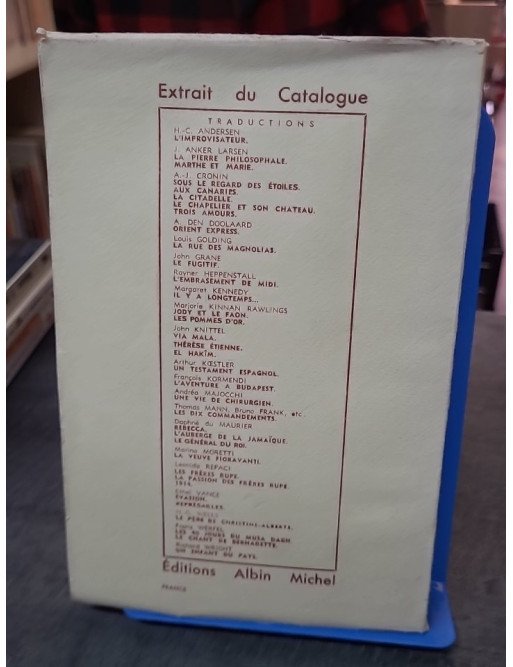 Extrait du Catalogue
TRADUCTIONS
H.-C. ANDERSEN
L'IMPROVISATEUR.
J. ANKER LARSEN
LA PIERRE PHILOSOPHALE.
MARTHE ET MARIE.
A.-J. CRONIN
SOUS LE REGARD DES ÉTOILES.
AUX CANARIES.
LA CITADELLE.
LE CHAPELIER ET SON CHATEAU.
TROIS AMOURS.
A. DEN DOOLAARD
ORIENT EXPRESS.
Louis GOLDING
LA RUE DES MAGNOLIAS.
John GRANE
LE FUGITIF.
Rayner HEPPENSTALL
L'EMBRASEMENT DE MIDI.
Margaret KENNEDY
IL Y A LONGTEMPS...
Marjorie KINNAN RAWLINGS
JODY ET LE FAON.
LES POMMES D'OR.
John KNITTEL
VIA MALA.
THÉRÈSE ÉTIENNE.
EL HAKIM.
Arthur KŒSTLER
UN TESTAMENT ESPAGNOL.
François KORMENDI
L'AVENTURE A BUDAPEST.
Andréa MAJOCCHI
UNE VIE DE CHIRURGIEN.
Thomas MANN, Bruno FRANK, etc.
LES DIX COMMANDEMENTS.
Daphné du MAURIER
REBECCA.
L'AUBERGE DE LA JAMAÏQUE.
LE GÉNÉRAL DU ROI.
Marino MORETTI
LA VEUVE FIORAVANTI.
Leonida REPACI
LES FRÈRES RUPE.
LA PASSION DES FRÈRES RUPE.
1914.
Ethel VANCE
ÉVASION.
REPRÉSAILLES.
H.-G. WELLS
LE PÈRE DE CHRISTINE-ALBERTE.
Franz WERFEL
LES 40 JOURS DU MUSA DAGH
LE CHANT DE BERNADETTE.
Richard WRIGHT
UN ENFANT DU PAYS.
Éditions Albin Michel
FRANCE